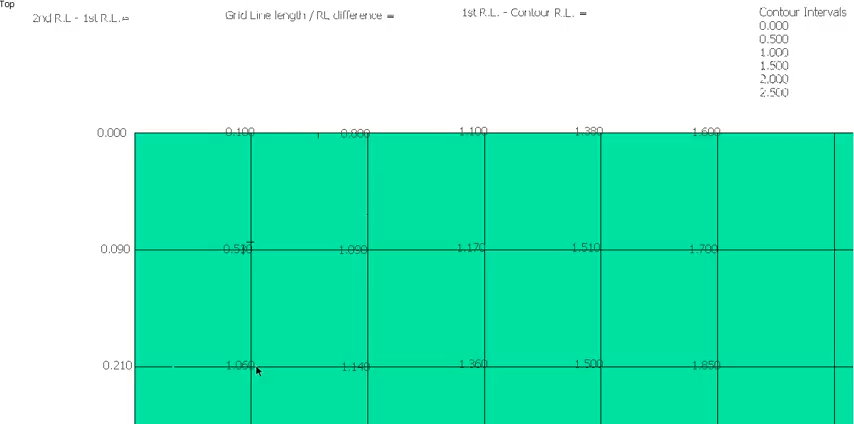 Top
2nd R.L - 1st R.L. =
Grid Line length / RL difference =
1st R.L. - Contour R.L. =
Contour Intervals
0.000
0.500
1.000
1.500
2.000
2.500
0.000 0.100 0.900 1.100 1.380 1.600
0.090 0.530 1.090 1.170 1.510 1.700
0.210 1.060 1.140 1.360 1.500 1.850